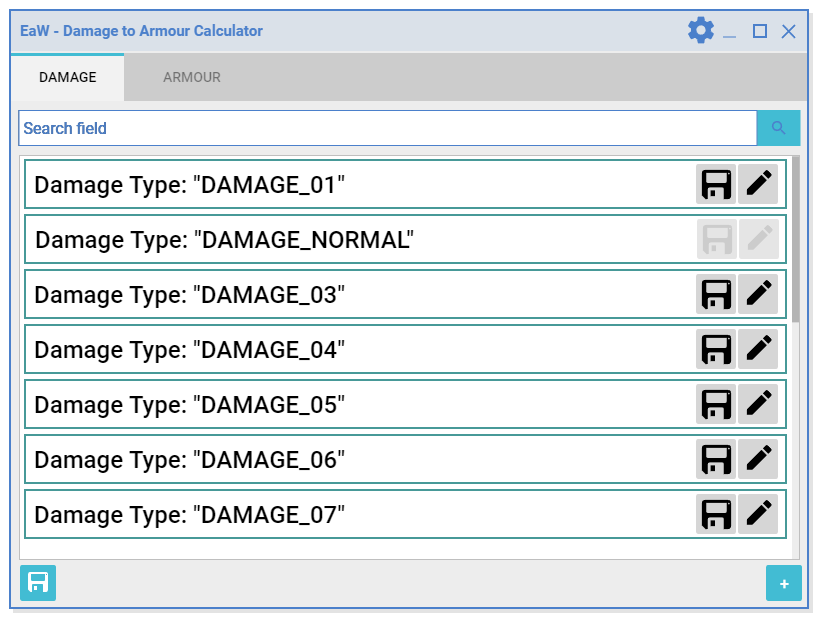 EaW - Damage to Armour Calculator
DAMAGE ARMOUR
Search field
Damage Type: "DAMAGE_01"
Damage Type: "DAMAGE_NORMAL"
Damage Type: "DAMAGE_03"
Damage Type: "DAMAGE_04"
Damage Type: "DAMAGE_05"
Damage Type: "DAMAGE_06"
Damage Type: "DAMAGE_07"
+